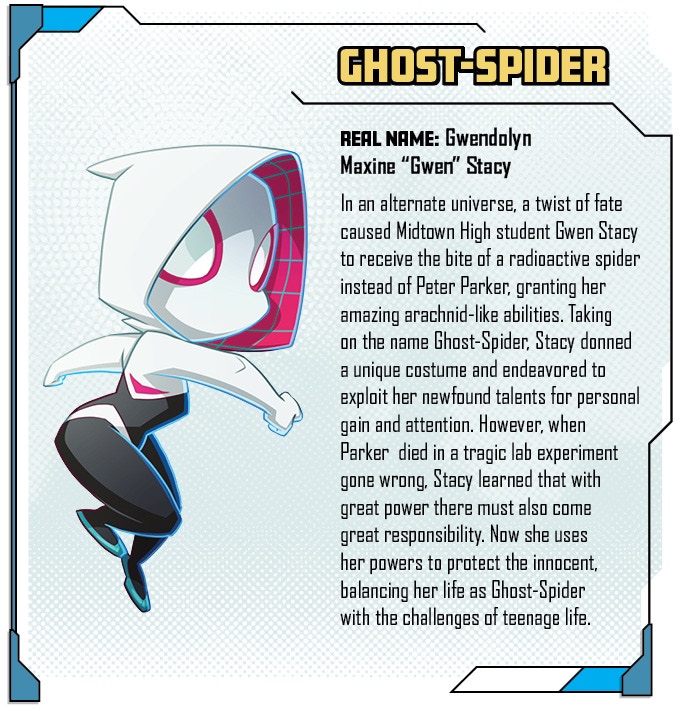 GHOST-SPIDER
REAL NAME: Gwendolyn
Maxine “Gwen” Stacy
In an alternate universe, a twist of fate
caused Midtown High student Gwen Stacy
to receive the bite of a radioactive spider
instead of Peter Parker, granting her
amazing arachnid-like abilities. Taking
on the name Ghost-Spider, Stacy donned
a unique costume and endeavored to
exploit her newfound talents for personal
gain and attention. However, when
Parker died in a tragic lab experiment
gone wrong, Stacy learned that with
great power there must also come
great responsibility. Now she uses
her powers to protect the innocent,
balancing her life as Ghost-Spider
with the challenges of teenage life.